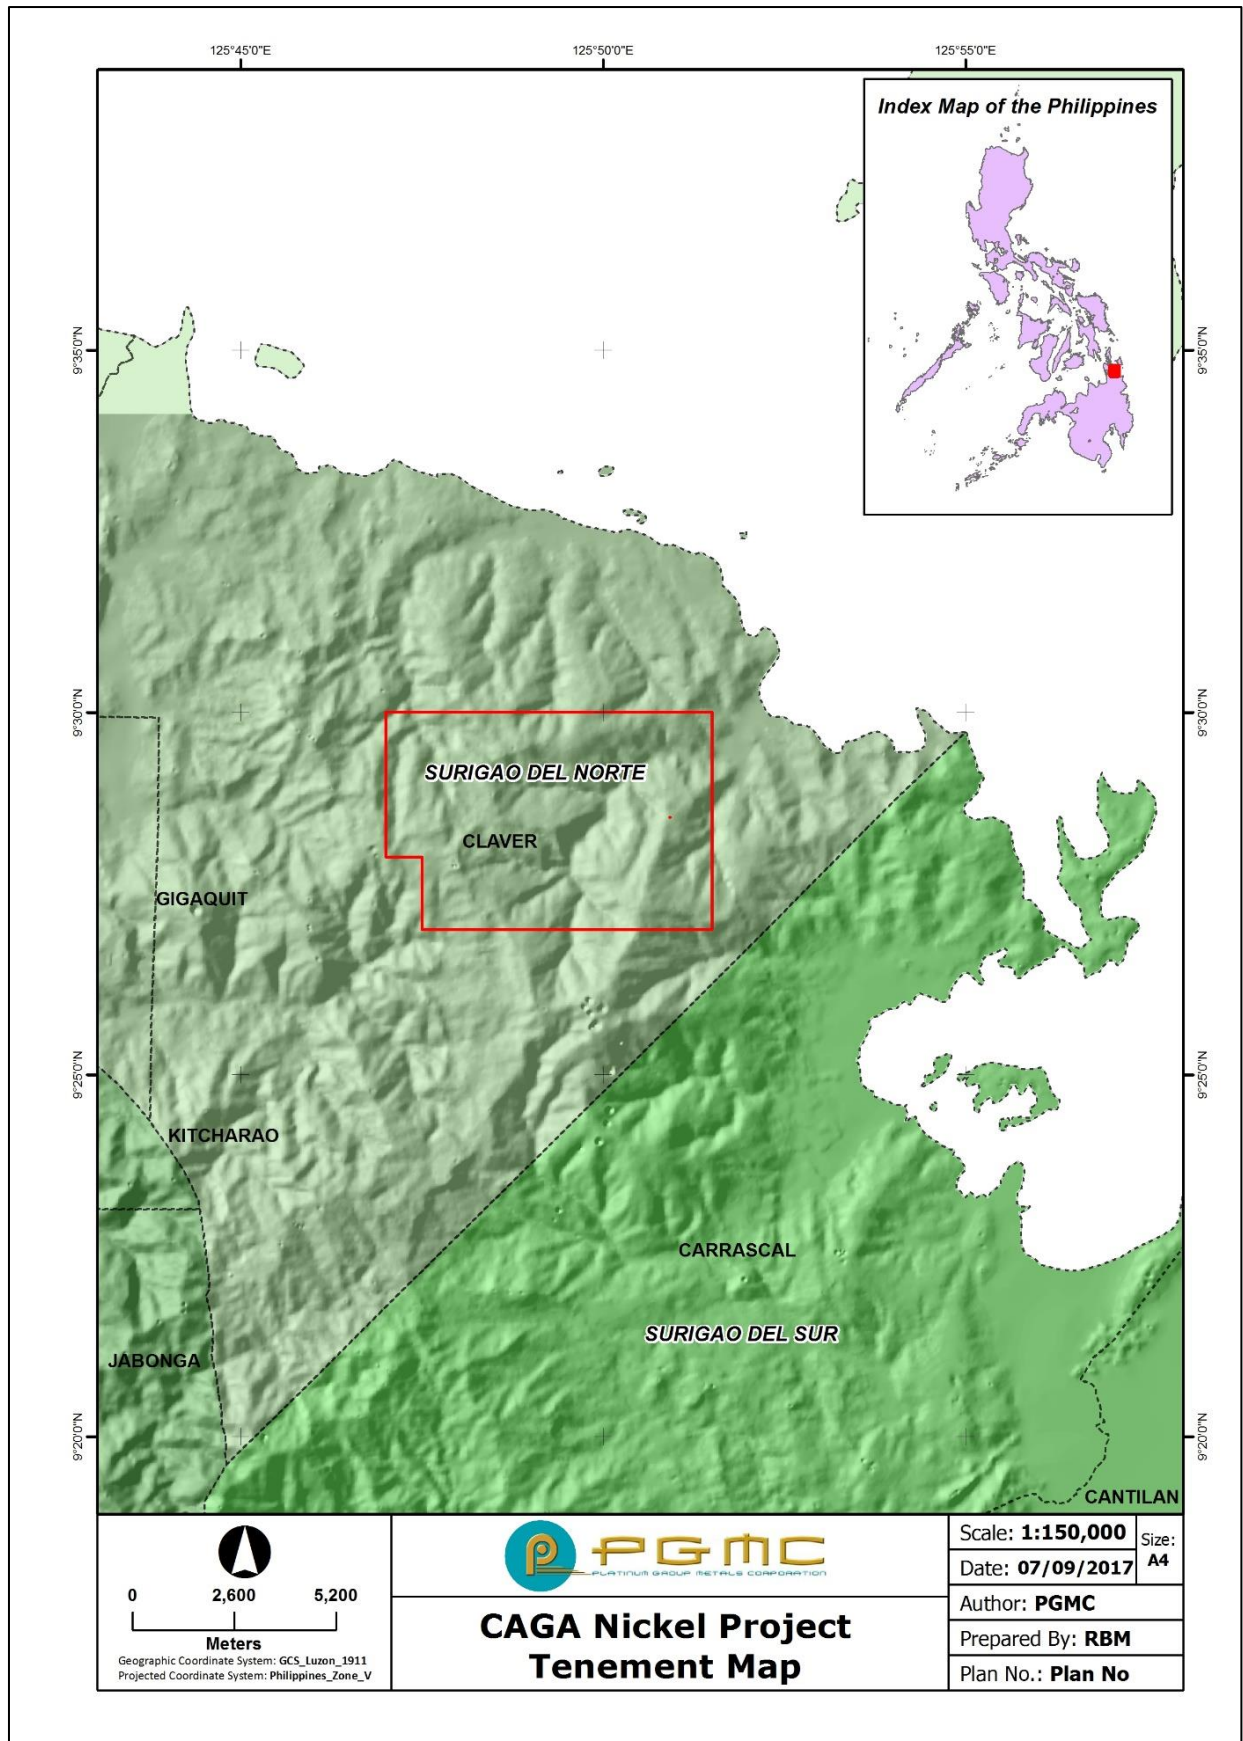 125°45'0"E
125°50'0"E
125°55'0"E
Index Map of the Philippines
9°35'0"N
9°35'0"N
9°30'0"N
9°30'0"N
SURIGAO DEL NORTE
CLAVER
GIGAQUIT
9°25'0"N
9°25'0"N
KITCHARAO
CARRASCAL
SURIGAO DEL SUR
JABONGA
9°20'0"N
9°20'0"N
CANTILAN
0 2,600 5,200
Meters
Geographic Coordinate System: GCS_Luzon_1911
Projected Coordinate System: Philippines_Zone_V
PGMC
PLATINUM GROUP METALS CORPORATION
CAGA Nickel Project
Tenement Map
Scale: 1:150,000
Size:
A4
Date: 07/09/2017
Author: PGMC
Prepared By: RBM
Plan No.: Plan No